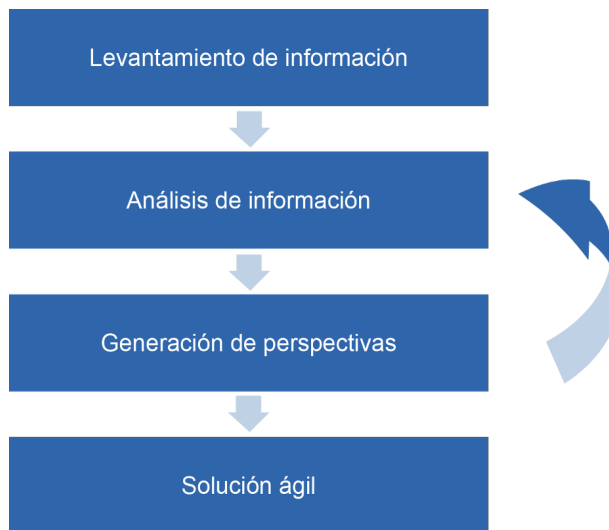 Levantamiento de información
Análisis de información
Generación de perspectivas
Solución ágil